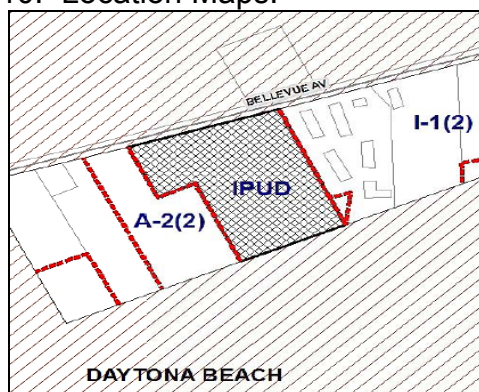 Location Maps:
BELLEVUE AV
I-1(2)
IPUD
A-2(2)
DAYTONA BEACH